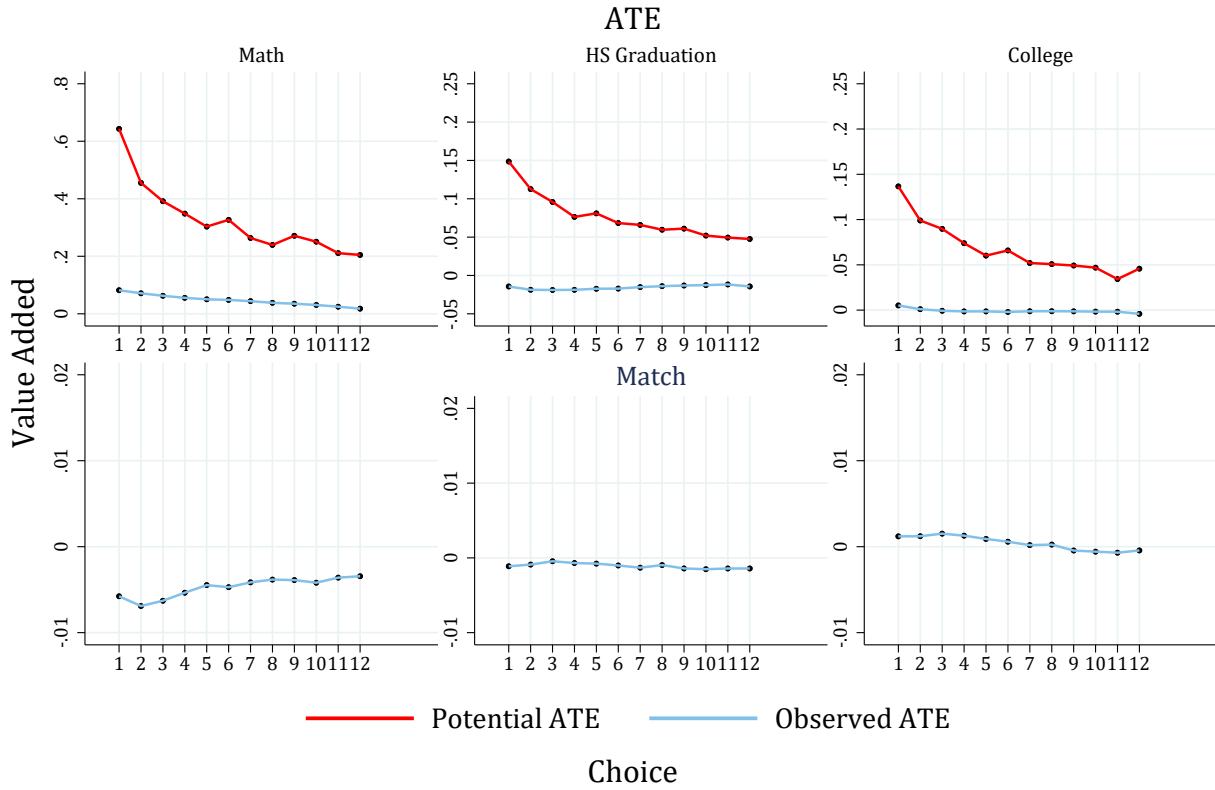 ATE
Math
HS Graduation
College
Value Added
.8
.6
.4
.2
0
1 2 3 4 5 6 7 8 9 10 11 12
.25
.2
.15
.1
.05
0
-.05
1 2 3 4 5 6 7 8 9 10 11 12
.25
.2
.15
.1
.05
0
1 2 3 4 5 6 7 8 9 10 11 12
Match
.02
.01
0
-.01
1 2 3 4 5 6 7 8 9 10 11 12
.02
.01
0
-.01
1 2 3 4 5 6 7 8 9 10 11 12
.02
.01
0
-.01
1 2 3 4 5 6 7 8 9 10 11 12
Potential ATE
Observed ATE
Choice